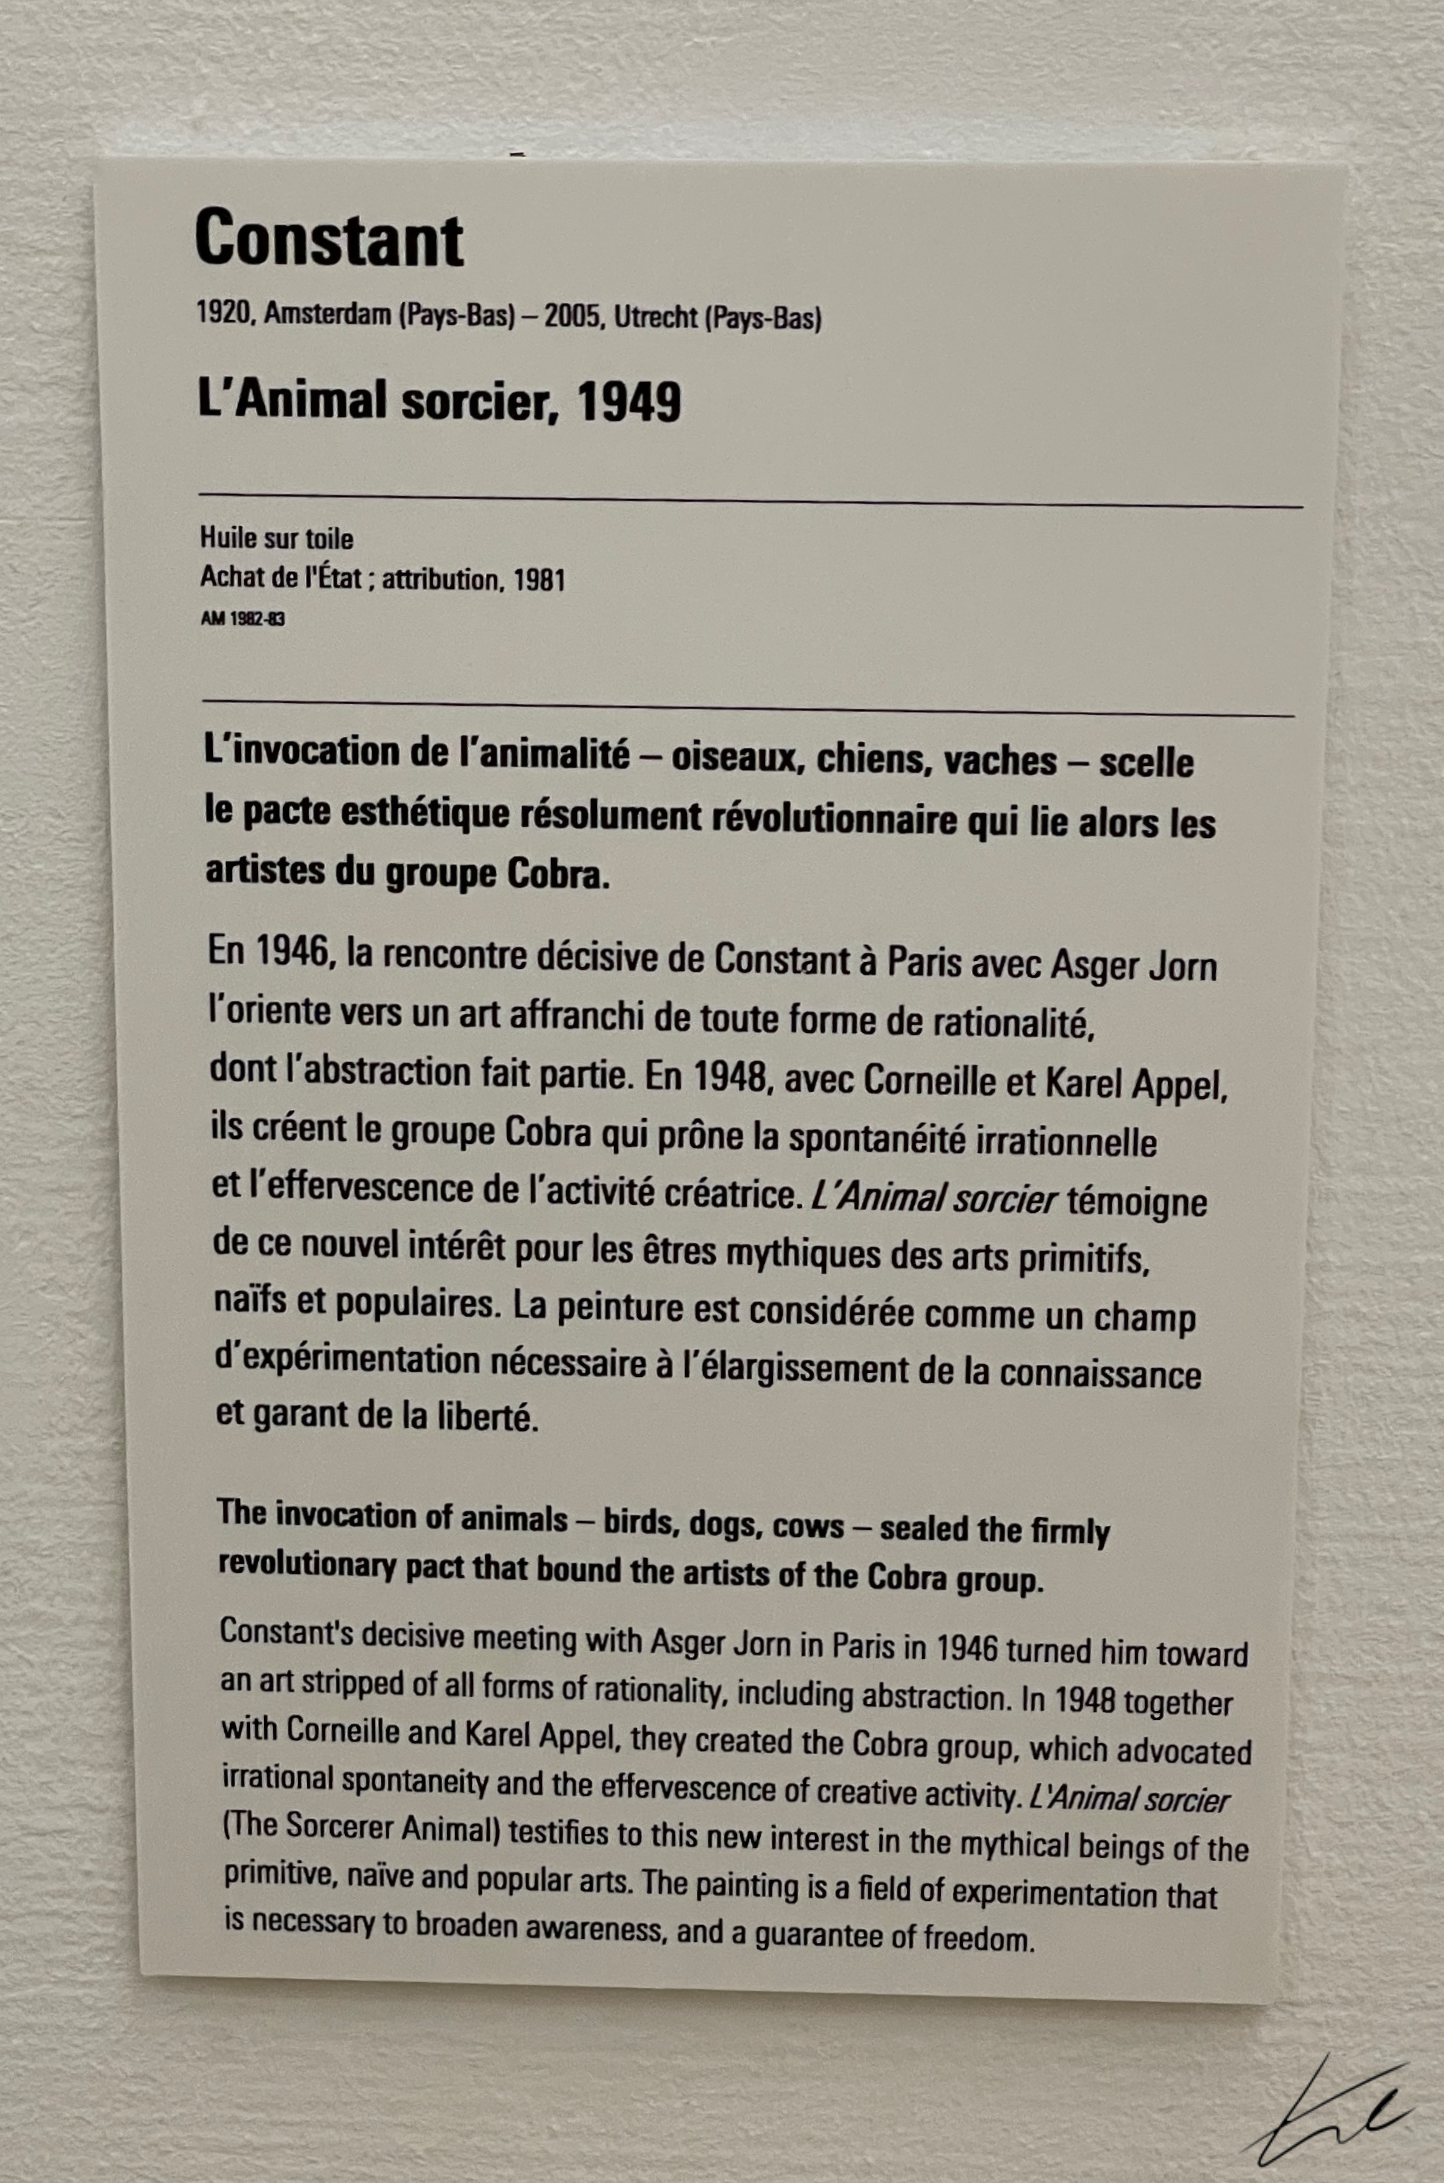 Constant
1920, Amsterdam (Pays-Bas) – 2005, Utrecht (Pays-Bas)
L'Animal sorcier, 1949
Huile sur toile
Achat de l'État ; attribution, 1981
AM 1982-83
L'invocation de l'animalité – oiseaux, chiens, vaches – scelle
le pacte esthétique résolument révolutionnaire qui lie alors les
artistes du groupe Cobra.
En 1946, la rencontre décisive de Constant à Paris avec Asger Jorn
l'oriente vers un art affranchi de toute forme de rationalité,
dont l'abstraction fait partie. En 1948, avec Corneille et Karel Appel,
ils créent le groupe Cobra qui prône la spontanéité irrationnelle
et l'effervescence de l'activité créatrice. L'Animal sorcier témoigne
de ce nouvel intérêt pour les êtres mythiques des arts primitifs,
naïfs et populaires. La peinture est considérée comme un champ
d'expérimentation nécessaire à l'élargissement de la connaissance
et garant de la liberté.
The invocation of animals – birds, dogs, cows – sealed the firmly
revolutionary pact that bound the artists of the Cobra group.
Constant's decisive meeting with Asger Jorn in Paris in 1946 turned him toward
an art stripped of all forms of rationality, including abstraction. In 1948 together
with Corneille and Karel Appel, they created the Cobra group, which advocated
irrational spontaneity and the effervescence of creative activity. L'Animal sorcier
(The Sorcerer Animal) testifies to this new interest in the mythical beings of the
primitive, naïve and popular arts. The painting is a field of experimentation that
is necessary to broaden awareness, and a guarantee of freedom.